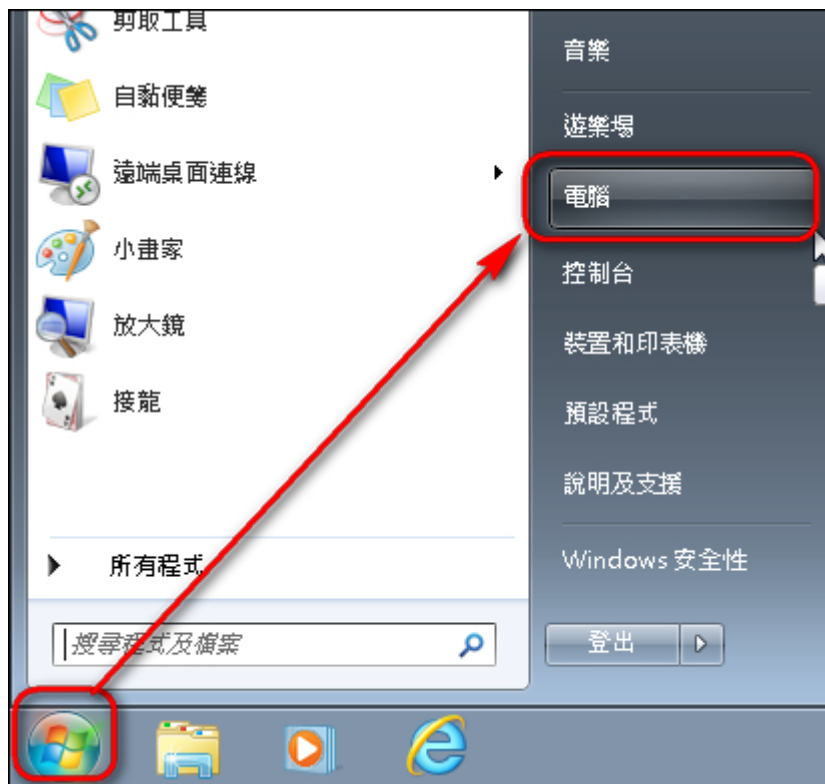 剪取工具
自黏便箋
遠端桌面連線
小畫家
放大鏡
接龍
所有程式
搜尋程式及檔案
音樂
遊樂場
電腦
控制台
裝置和印表機
預設程式
說明及支援
Windows 安全性
登出